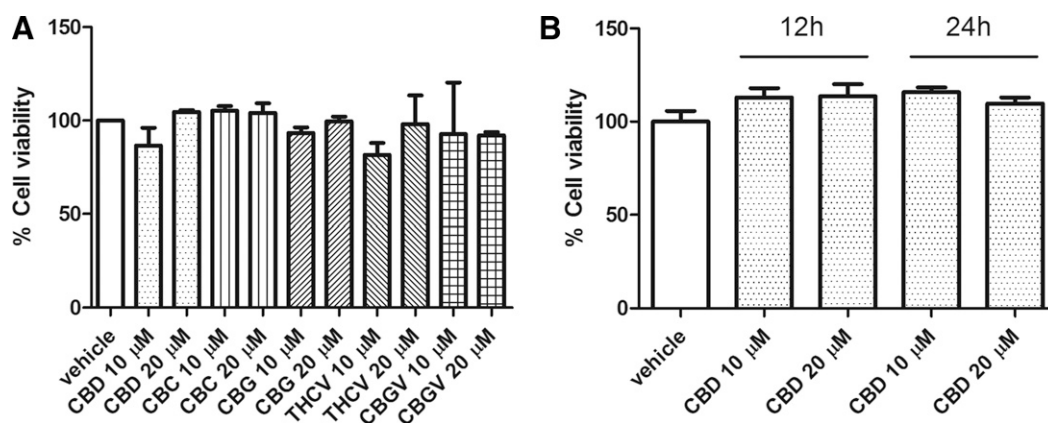 A
% Cell viability
150
100
50
0
vehicle
CBD 10 μM
CBD 20 μM
CBC 10 μM
CBC 20 μM
CBG 10 μM
CBG 20 μM
THCV 10 μM
THCV 20 μM
CBGV 10 μM
CBGV 20 μM
B
12h
24h
% Cell viability
150
100
50
0
vehicle
CBD 10 μM
CBD 20 μM
CBD 10 μM
CBD 20 μM